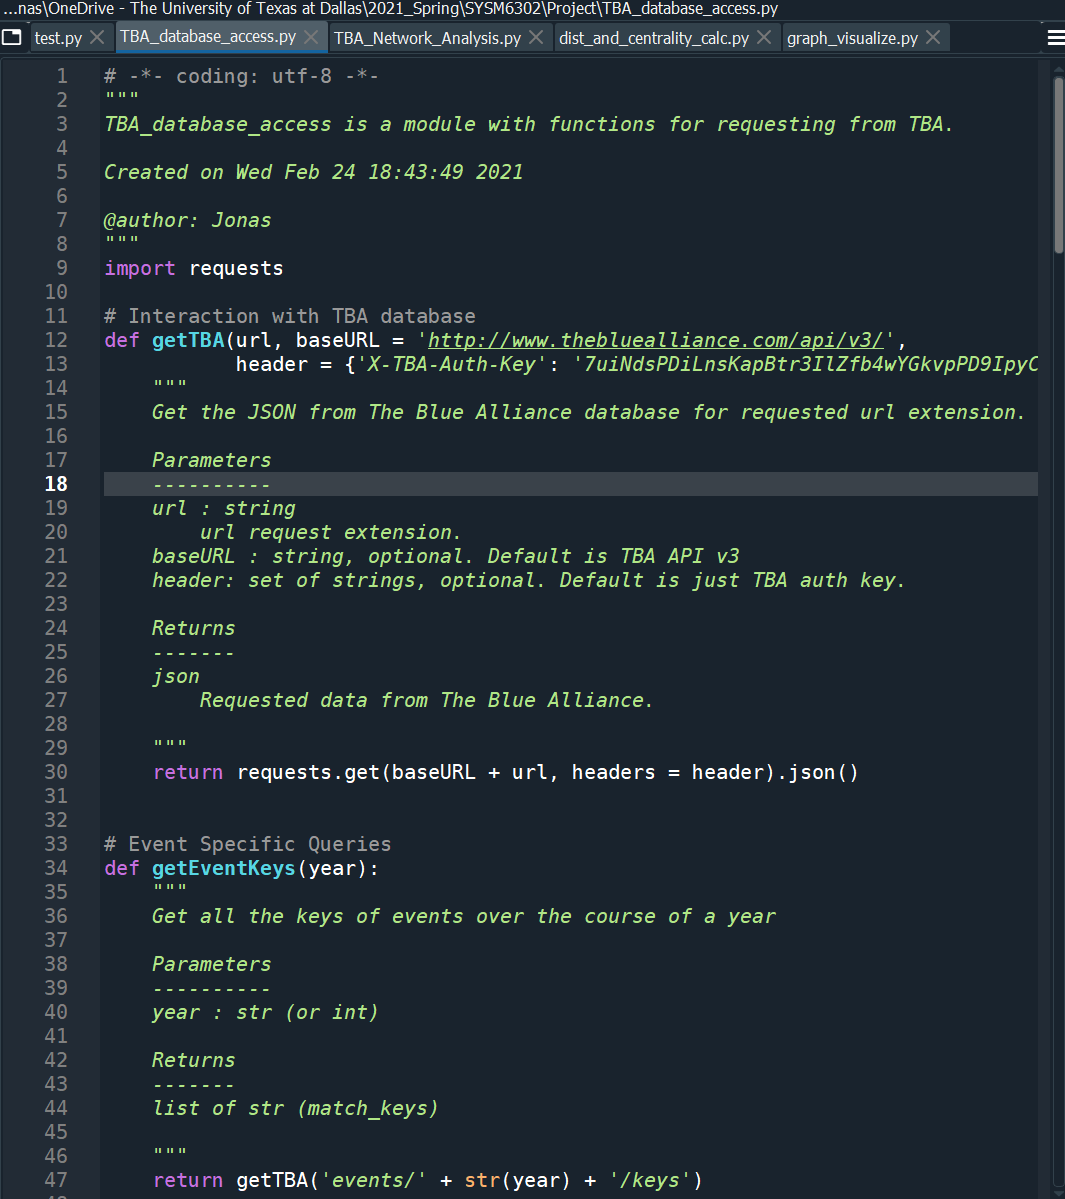 ...nas\OneDrive - The University of Texas at Dallas\2021_Spring\SYSM6302\Project\TBA_database_access.py
test.py TBA_database_access.py TBA_Network_Analysis.py dist_and_centrality_calc.py graph_visualize.py
1 # -*- coding: utf-8 -*-
2 """
3 TBA_database_access is a module with functions for requesting from TBA.
4
5 Created on Wed Feb 24 18:43:49 2021
6
7 @author: Jonas
8 """
9 import requests
10
11 # Interaction with TBA database
12 def getTBA(url, baseURL = 'http://www.thebluealliance.com/api/v3/',
13            header = {'X-TBA-Auth-Key': '7uiNdsPDiLnsKapBtr3IlZfb4wYGkvpPD9IpyC
14     """
15     Get the JSON from The Blue Alliance database for requested url extension.
16
17     Parameters
18     ----------
19     url : string
20         url request extension.
21     baseURL : string, optional. Default is TBA API v3
22     header: set of strings, optional. Default is just TBA auth key.
23
24     Returns
25     -------
26     json
27         Requested data from The Blue Alliance.
28
29     """
30     return requests.get(baseURL + url, headers = header).json()
31
32
33 # Event Specific Queries
34 def getEventKeys(year):
35     """
36     Get all the keys of events over the course of a year
37
38     Parameters
39     ----------
40     year : str (or int)
41
42     Returns
43     -------
44     list of str (match_keys)
45
46     """
47     return getTBA('events/' + str(year) + '/keys')